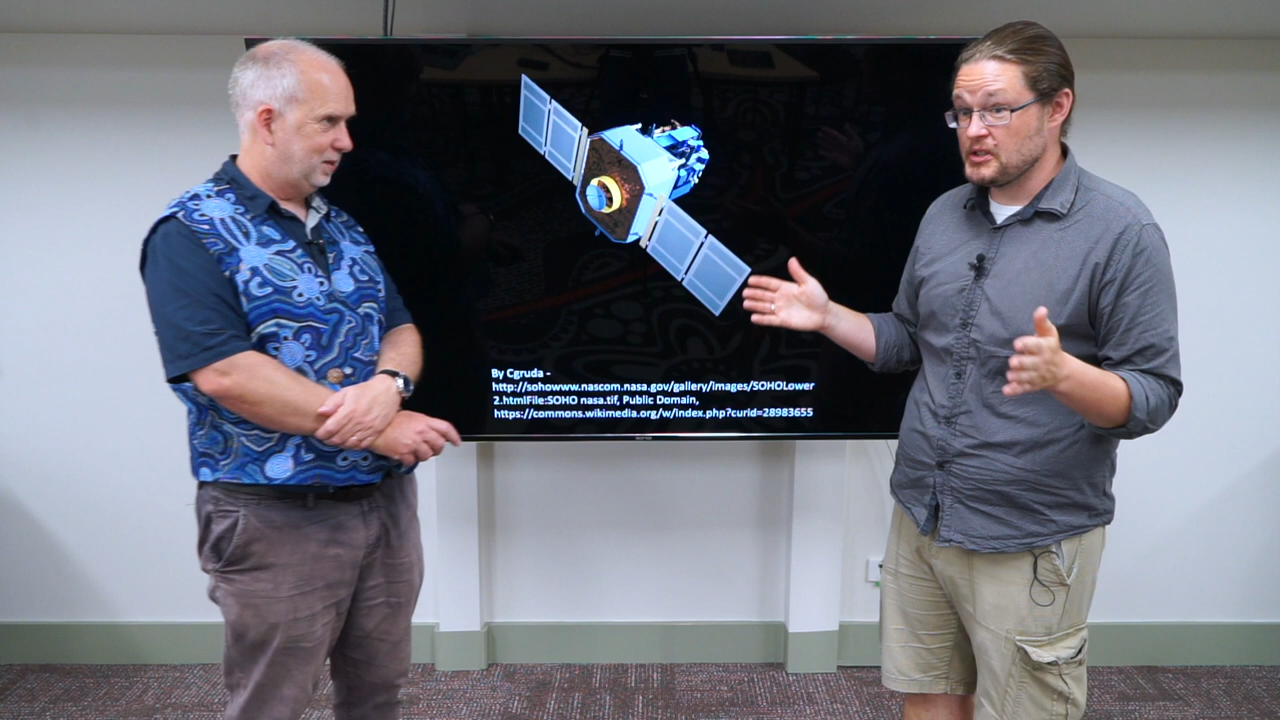 By Cgruda -
http://sohowww.nascom.nasa.gov/gallery/images/SOHOLower
2.htmlFile:SOHO nasa.tif, Public Domain,
https://commons.wikimedia.org/w/index.php?curid=28983655